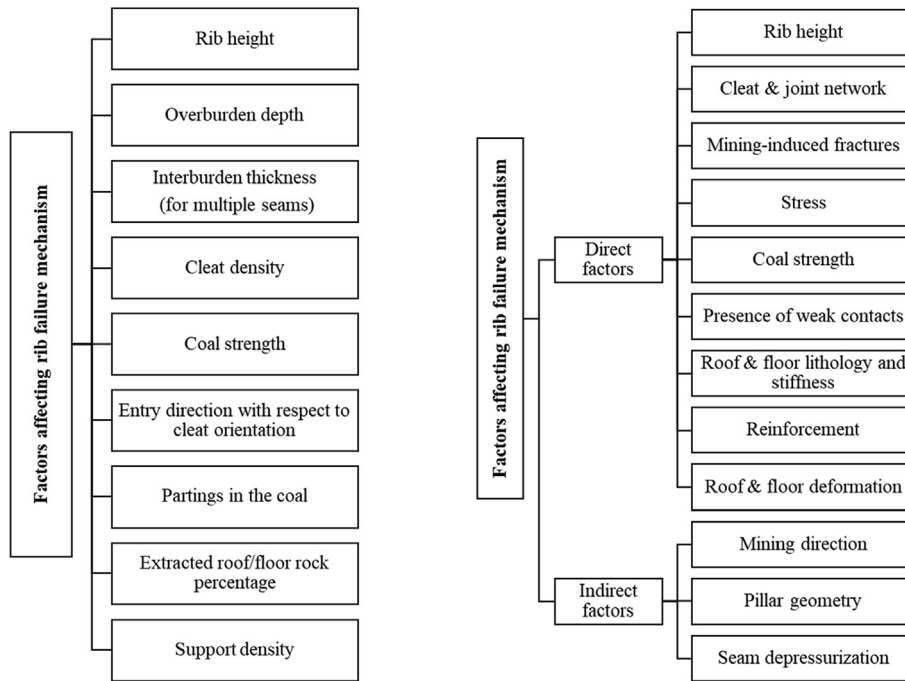 Factors affecting rib failure mechanism
Rib height
Overburden depth
Interburden thickness
(for multiple seams)
Cleat density
Coal strength
Entry direction with respect to
cleat orientation
Partings in the coal
Extracted roof/floor rock
percentage
Support density
Factors affecting rib failure mechanism
Direct
factors
Rib height
Cleat & joint network
Mining-induced fractures
Stress
Coal strength
Presence of weak contacts
Roof & floor lithology and
stiffness
Reinforcement
Roof & floor deformation
Indirect
factors
Mining direction
Pillar geometry
Seam depressurization